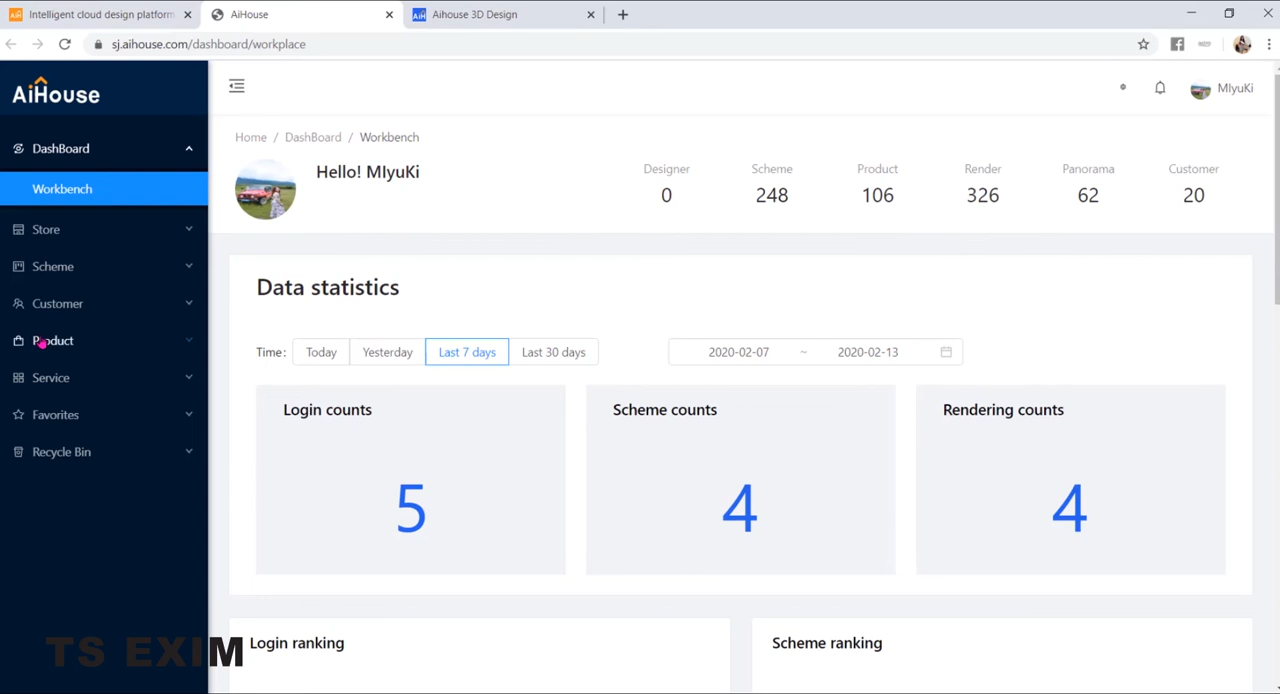 Intelligent cloud design platform
AiHouse
Aihouse 3D Design
sj.aihouse.com/dashboard/workplace
AiHouse
MIyuKi
DashBoard
Workbench
Store
Scheme
Customer
Product
Service
Favorites
Recycle Bin
Home / DashBoard / Workbench
Hello! MIyuKi
Designer Scheme Product Render Panorama Customer
0 248 106 326 62 20
Data statistics
Time: Today Yesterday Last 7 days Last 30 days 2020-02-07 ~ 2020-02-13
Login counts Scheme counts Rendering counts
5 4 4
Login ranking Scheme ranking
TS EXIM